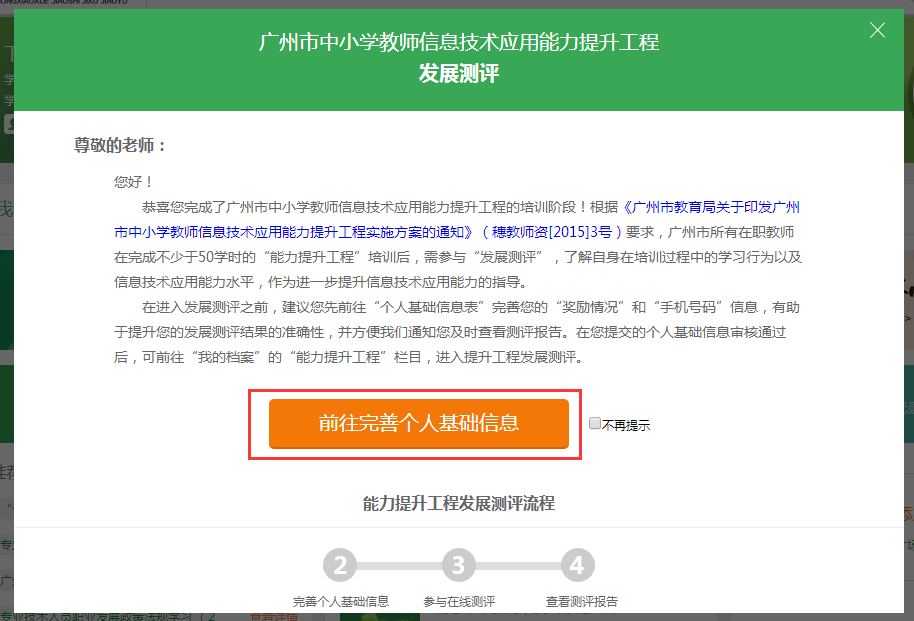 广州市中小学教师信息技术应用能力提升工程
发展测评
尊敬的老师：
您好！
恭喜您完成了广州市中小学教师信息技术应用能力提升工程的培训阶段！根据《广州市教育局关于印发广州
市中小学教师信息技术应用能力提升工程实施方案的通知》（穗教师资[2015]3号）要求，广州市所有在职教师
在完成不少于50学时的“能力提升工程”培训后，需参与“发展测评”，了解自身在培训过程中的学习行为以及
信息技术应用能力水平，作为进一步提升信息技术应用能力的指导。
在进入发展测评之前，建议您先前往“个人基础信息表”完善您的“奖励情况”和“手机号码”信息，有助
于提升您的发展测评结果的准确性，并方便我们通知您及时查看测评报告。在您提交的个人基础信息审核通过
后，可前往“我的档案”的“能力提升工程”栏目，进入提升工程发展测评。
前往完善个人基础信息
不再提示
能力提升工程发展测评流程
2 3 4
完善个人基础信息 参与在线测评 查看测评报告